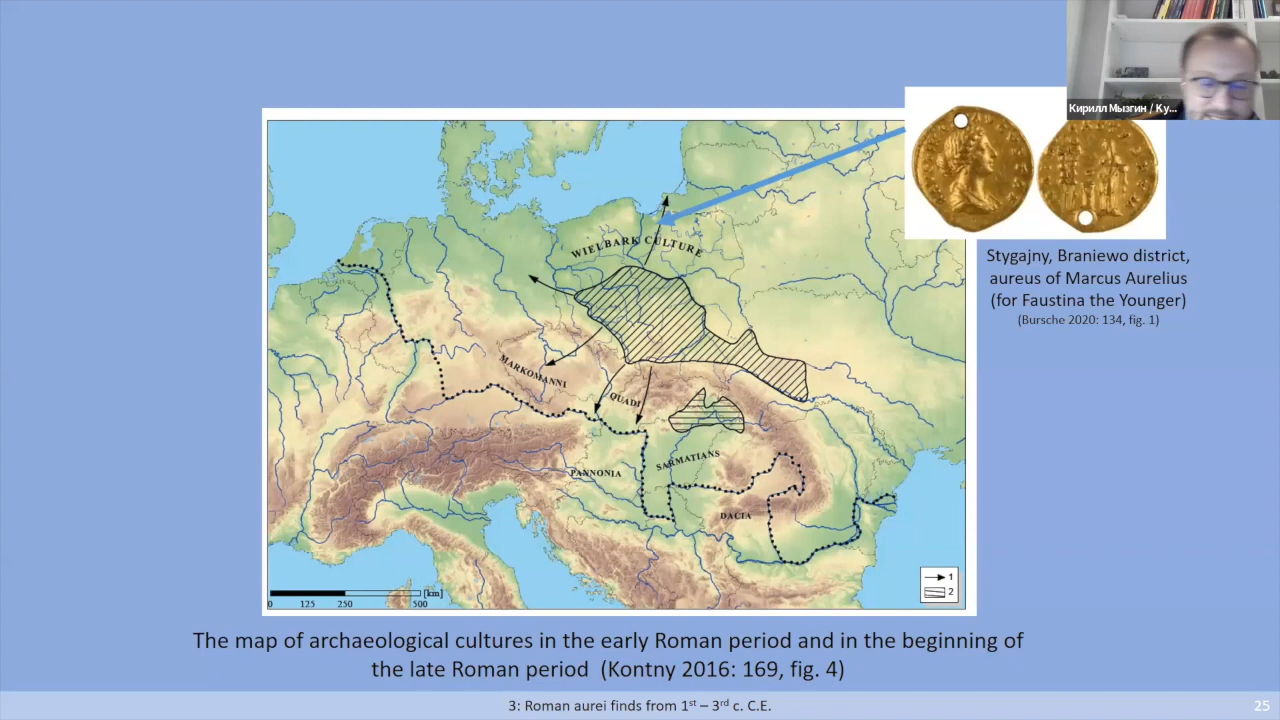 Кирилл Мызгин / Ку...
WIELBARK CULTURE
MARKOMANNI
QUADI
PANNONIA
SARMATIANS
DACIA
[km]
0 125 250 500
1
2
Stygajny, Braniewo district,
aureus of Marcus Aurelius
(for Faustina the Younger)
(Bursche 2020: 134, fig. 1)
The map of archaeological cultures in the early Roman period and in the beginning of
the late Roman period (Kontny 2016: 169, fig. 4)
3: Roman aurei finds from 1st – 3rd c. C.E.
25